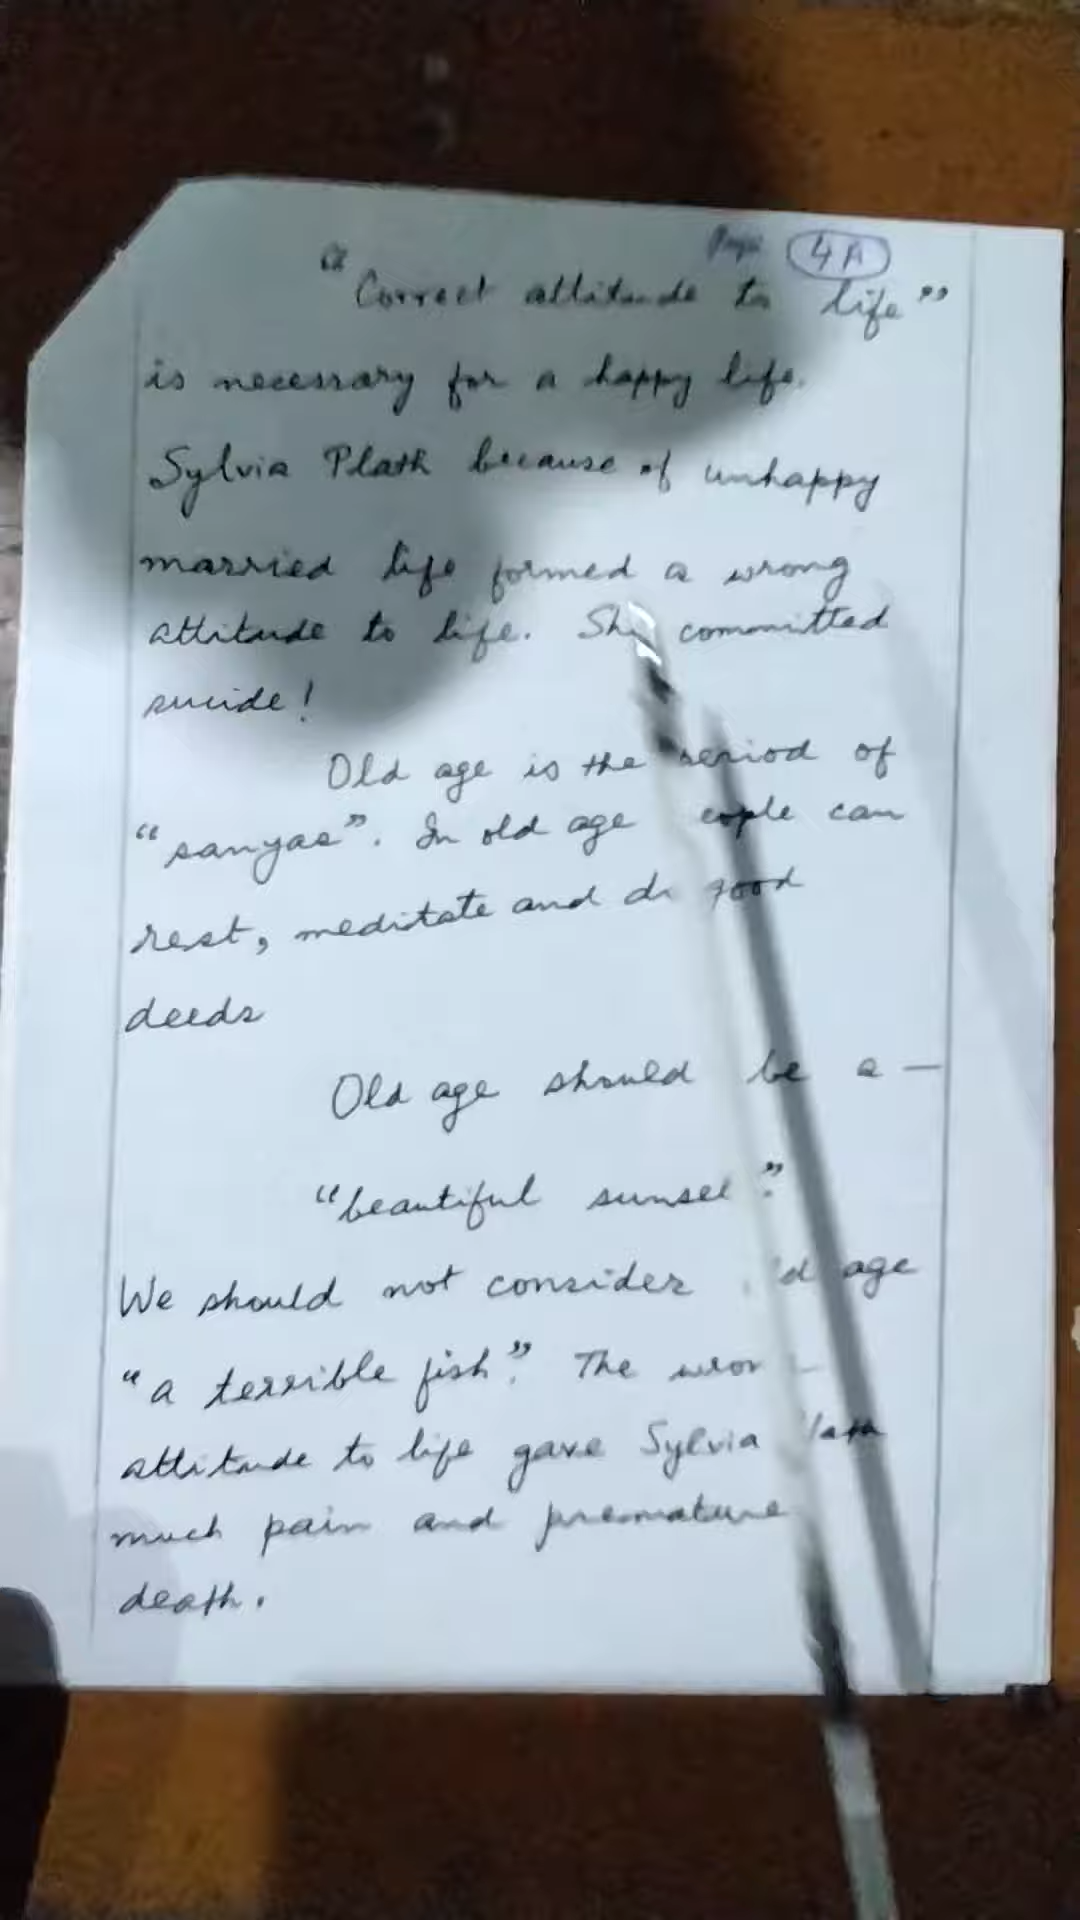 Page 4A
"Correct attitude to life"
is necessary for a happy life.
Sylvia Plath because of unhappy
married life formed a wrong
attitude to life. She committed
suicide!
Old age is the period of
"sanyas". In old age people can
rest, meditate and do good
deeds
Old age should be a —
"beautiful sunset".
We should not consider old age
"a terrible fish". The wrong
attitude to life gave Sylvia Plath
much pain and premature
death.